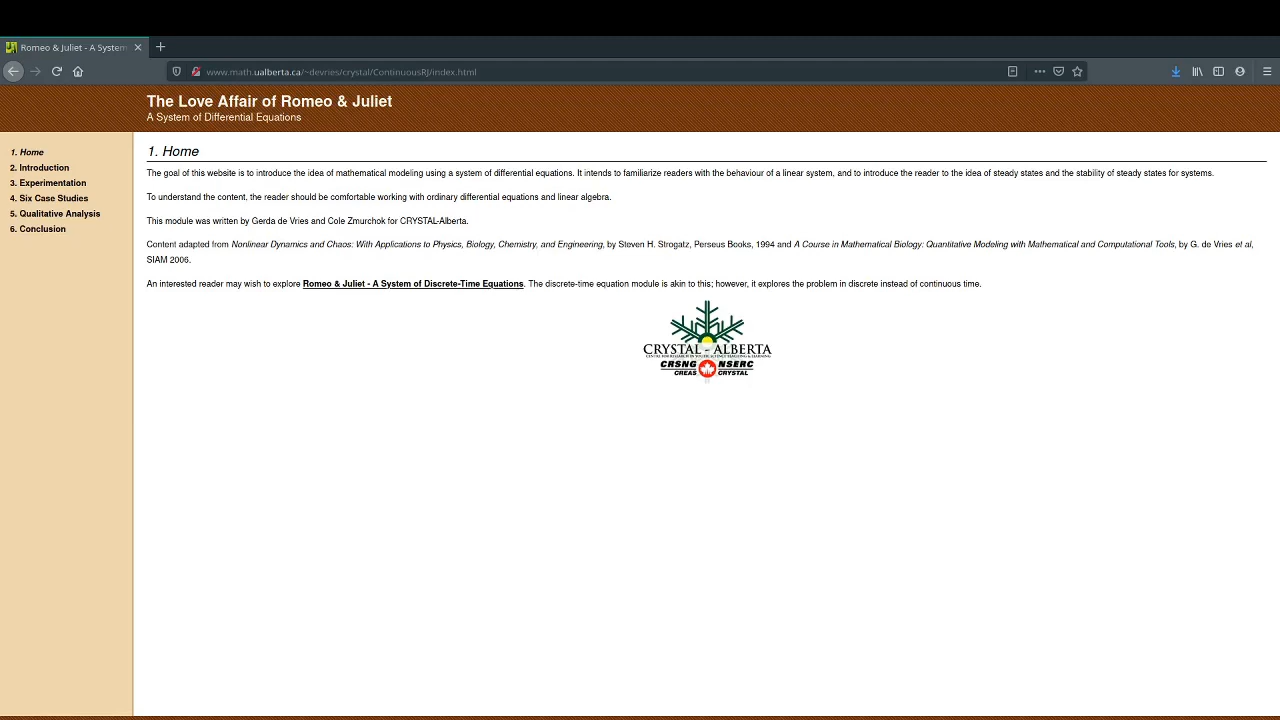 Romeo & Juliet - A System
www.math.ualberta.ca/~devries/crystal/ContinuousRJ/index.html
The Love Affair of Romeo & Juliet
A System of Differential Equations
1. Home
2. Introduction
3. Experimentation
4. Six Case Studies
5. Qualitative Analysis
6. Conclusion
1. Home
The goal of this website is to introduce the idea of mathematical modeling using a system of differential equations. It intends to familiarize readers with the behaviour of a linear system, and to introduce the reader to the idea of steady states and the stability of steady states for systems.
To understand the content, the reader should be comfortable working with ordinary differential equations and linear algebra.
This module was written by Gerda de Vries and Cole Zmurchok for CRYSTAL-Alberta.
Content adapted from Nonlinear Dynamics and Chaos: With Applications to Physics, Biology, Chemistry, and Engineering, by Steven H. Strogatz, Perseus Books, 1994 and A Course in Mathematical Biology: Quantitative Modeling with Mathematical and Computational Tools, by G. de Vries et al,
SIAM 2006.
An interested reader may wish to explore Romeo & Juliet - A System of Discrete-Time Equations. The discrete-time equation module is akin to this; however, it explores the problem in discrete instead of continuous time.
CRYSTAL - ALBERTA
CRSNG NSERC
CREAS CRYSTAL